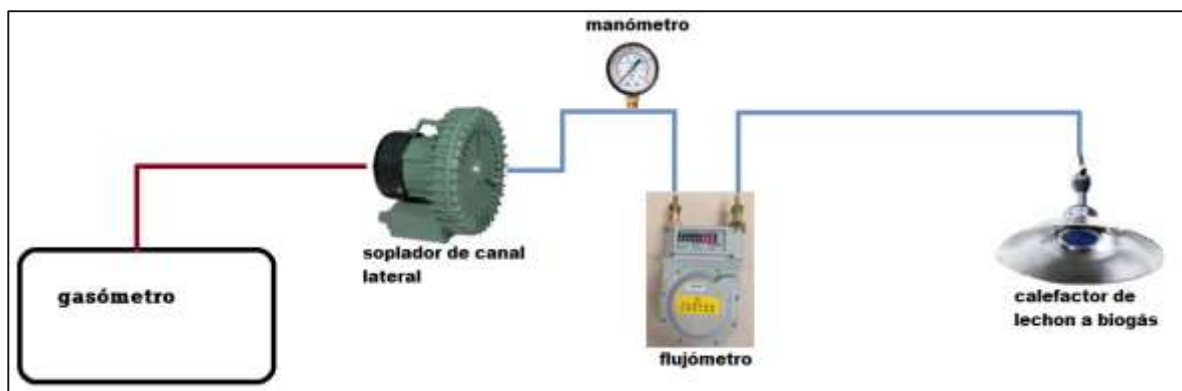 manómetro
soplador de canal
lateral
gasómetro
calefactor de
lechon a biogás
flujómetro